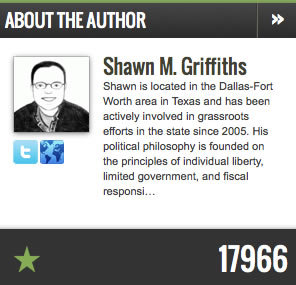 ABOUT THE AUTHOR »
Shawn M. Griffiths
Shawn is located in the Dallas-Fort
Worth area in Texas and has been
actively involved in grassroots
efforts in the state since 2005. His
political philosophy is founded on
the principles of individual liberty,
limited government, and fiscal
responsi…
t
17966